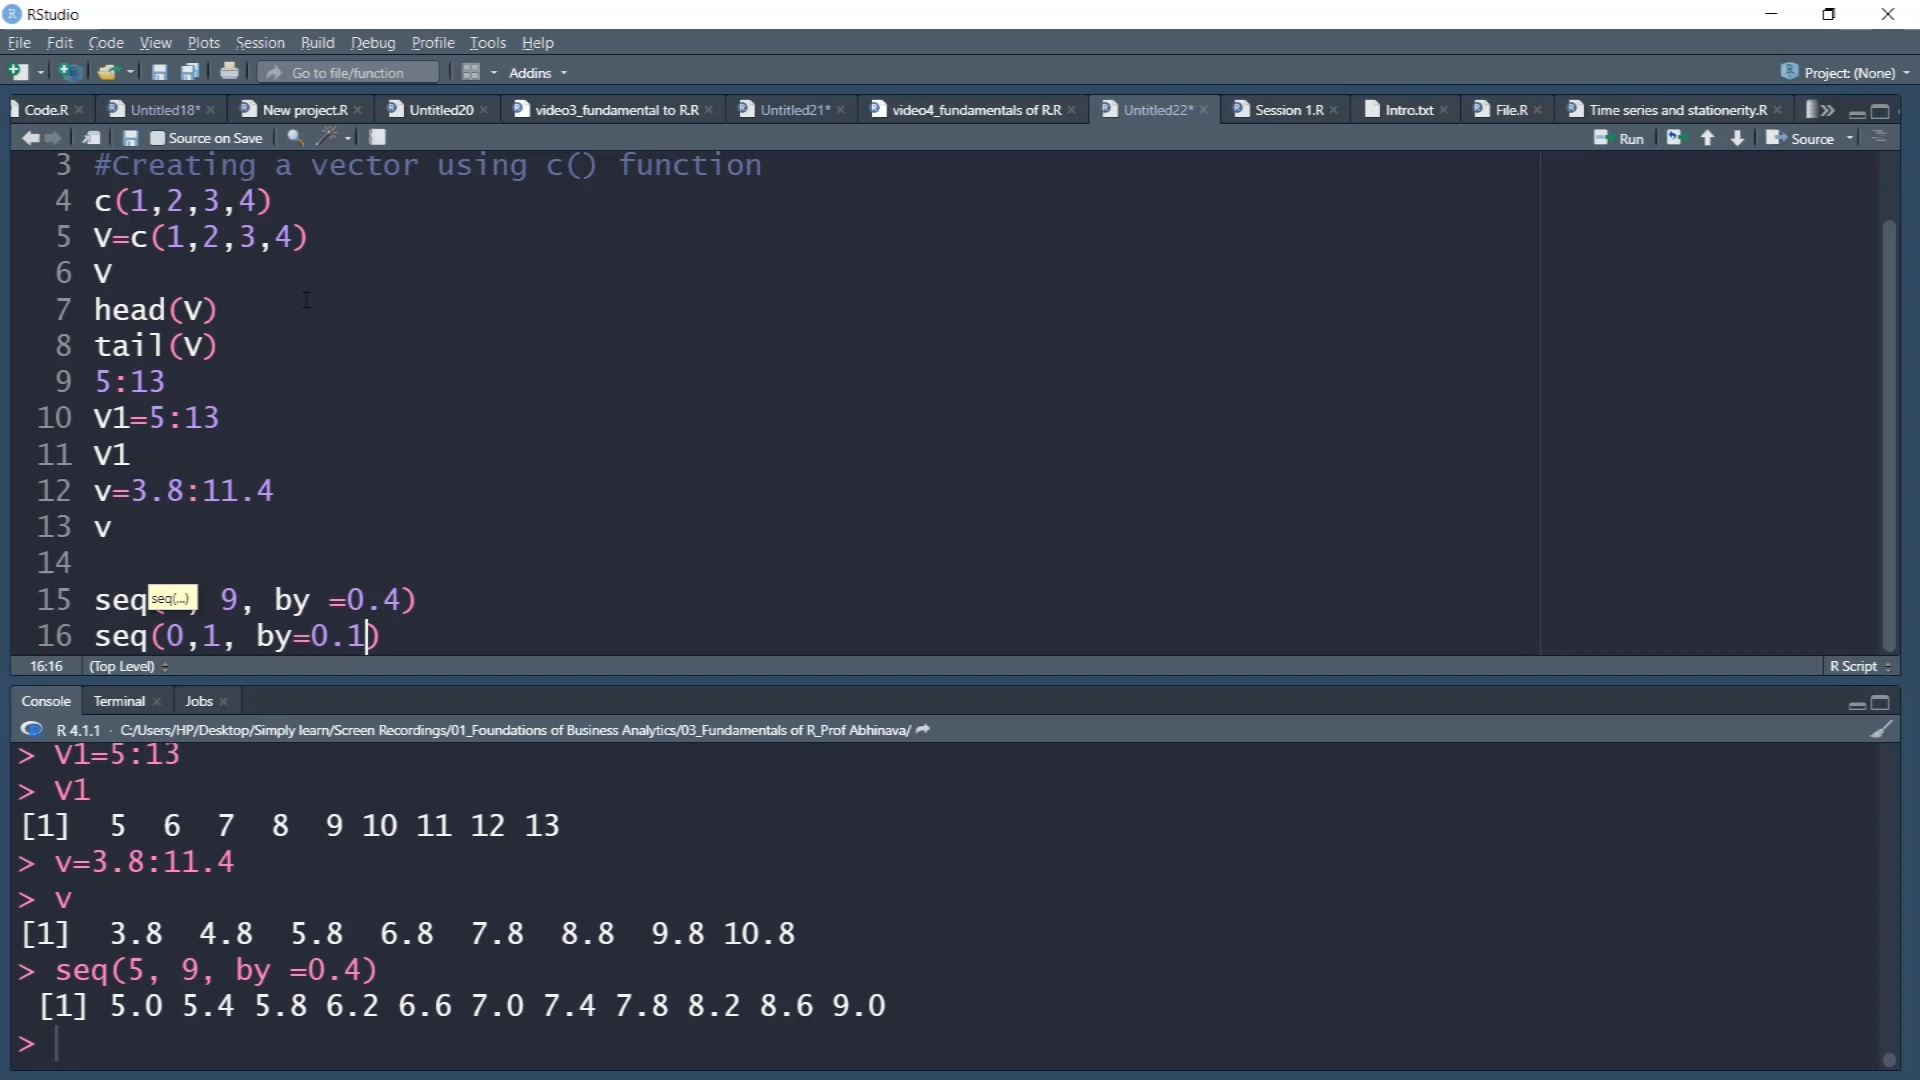 RStudio
File Edit Code View Plots Session Build Debug Profile Tools Help
Go to file/function Addins Project: (None)
Code.R Untitled18* New project.R Untitled20 video3_fundamental to R.R Untitled21* video4_fundamentals of R.R Untitled22* Session 1.R Intro.txt File.R Time series and stationerity.R
Source on Save Run Source
3 #Creating a vector using c() function
4 c(1,2,3,4)
5 V=c(1,2,3,4)
6 V
7 head(V)
8 tail(V)
9 5:13
10 V1=5:13
11 V1
12 v=3.8:11.4
13 v
14
15 seq seq(...) 9, by =0.4)
16 seq(0,1, by=0.1)
16:16 (Top Level) R Script
Console Terminal Jobs
R 4.1.1 · C:/Users/HP/Desktop/Simply learn/Screen Recordings/01_Foundations of Business Analytics/03_Fundamentals of R_Prof Abhinava/
> V1=5:13
> V1
[1] 5 6 7 8 9 10 11 12 13
> v=3.8:11.4
> v
[1] 3.8 4.8 5.8 6.8 7.8 8.8 9.8 10.8
> seq(5, 9, by =0.4)
[1] 5.0 5.4 5.8 6.2 6.6 7.0 7.4 7.8 8.2 8.6 9.0
>